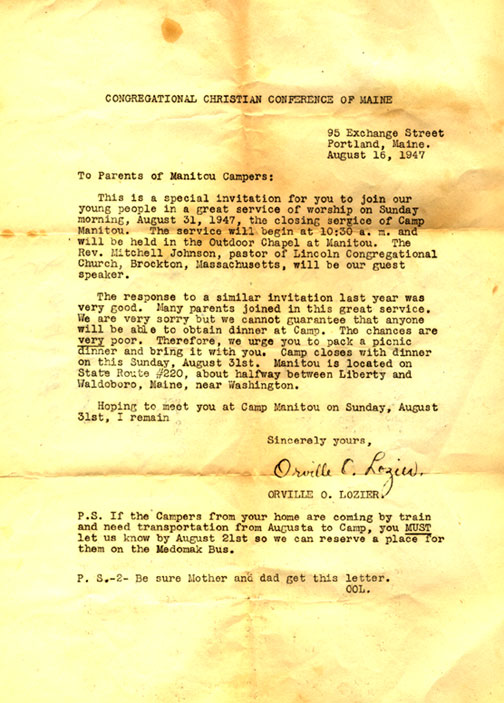 CONGREGATIONAL CHRISTIAN CONFERENCE OF MAINE
95 Exchange Street
Portland, Maine.
August 16, 1947
To Parents of Manitou Campers:
This is a special invitation for you to join our
young people in a great service of worship on Sunday
morning, August 31, 1947, the closing sergice of Camp
Manitou. The service will begin at 10:30 a. m. and
will be held in the Outdoor Chapel at Manitou. The
Rev. Mitchell Johnson, pastor of Lincoln Congregational
Church, Brockton, Massachusetts, will be our guest
speaker.
The response to a similar invitation last year was
very good. Many parents joined in this great service.
We are very sorry but we cannot guarantee that anyone
will be able to obtain dinner at Camp. The chances are
very poor. Therefore, we urge you to pack a picnic
dinner and bring it with you. Camp closes with dinner
on this Sunday, August 31st. Manitou is located on
State Route #220, about halfway between Liberty and
Waldoboro, Maine, near Washington.
Hoping to meet you at Camp Manitou on Sunday, August
31st, I remain
Sincerely yours,
Orville O. Lozier.
ORVILLE O. LOZIER.
P.S. If the Campers from your home are coming by train
and need transportation from Augusta to Camp, you MUST
let us know by August 21st so we can reserve a place for
them on the Medomak Bus.
P. S.-2- Be sure Mother and dad get this letter.
OOL.